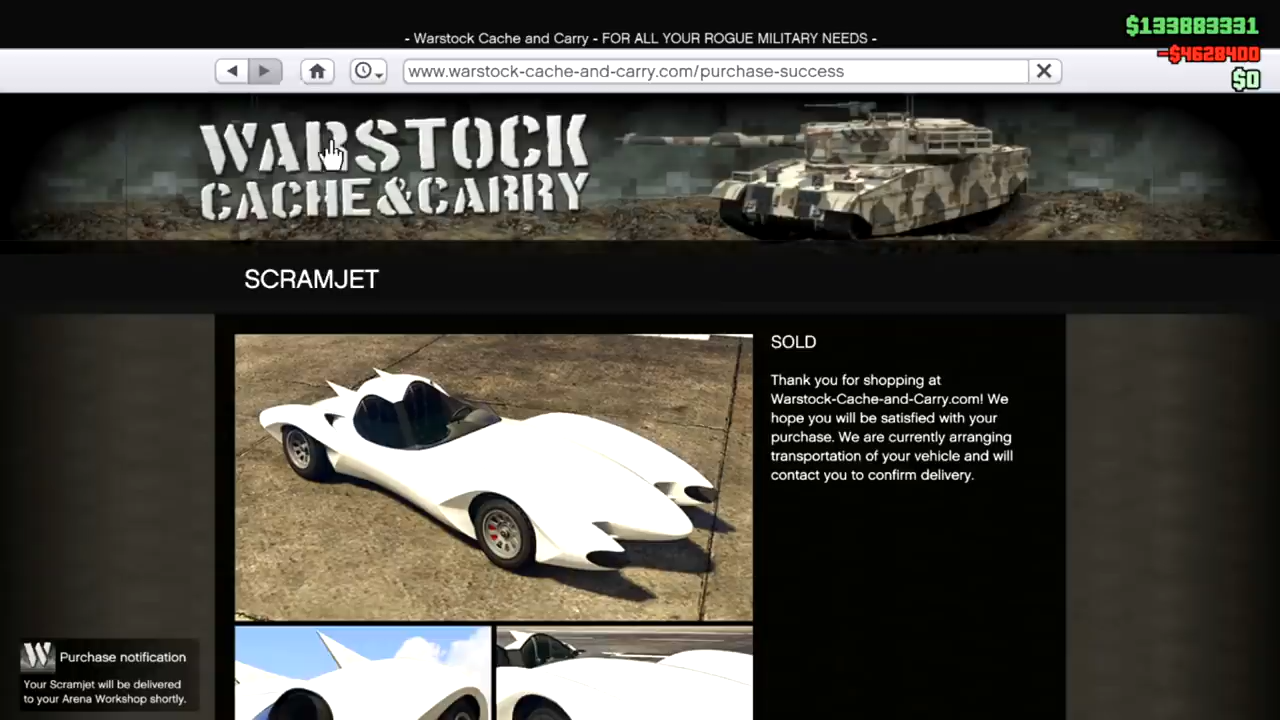 - Warstock Cache and Carry - FOR ALL YOUR ROGUE MILITARY NEEDS -
$133883331
-$4628400
$0
www.warstock-cache-and-carry.com/purchase-success
WARSTOCK
CACHE&CARRY
SCRAMJET
SOLD
Thank you for shopping at
Warstock-Cache-and-Carry.com! We
hope you will be satisfied with your
purchase. We are currently arranging
transportation of your vehicle and will
contact you to confirm delivery.
W Purchase notification
Your Scramjet will be delivered
to your Arena Workshop shortly.